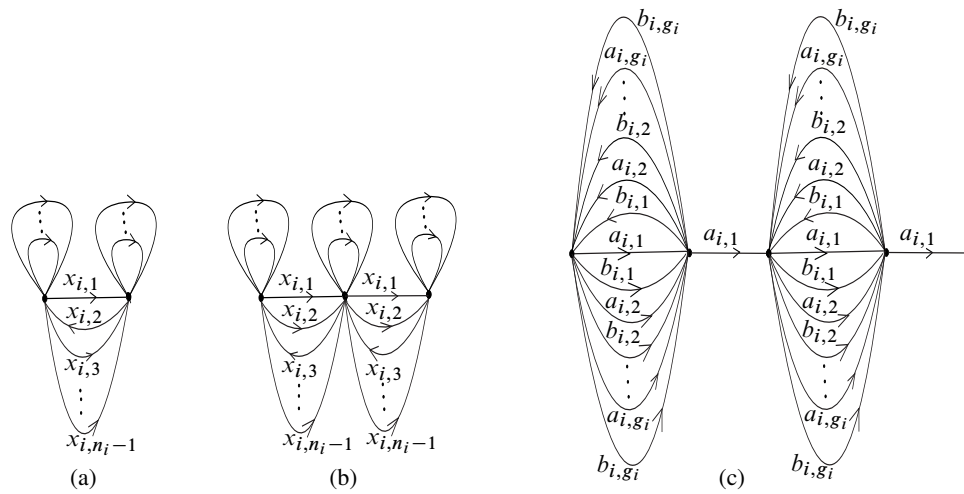 x_{i,1}
x_{i,2}
x_{i,3}
x_{i,n_i−1}
(a)
x_{i,1} x_{i,1}
x_{i,2} x_{i,2}
x_{i,3} x_{i,3}
x_{i,n_i−1} x_{i,n_i−1}
(b)
b_{i,g_i} b_{i,g_i}
a_{i,g_i} a_{i,g_i}
b_{i,2} b_{i,2}
a_{i,2} a_{i,2}
b_{i,1} b_{i,1}
a_{i,1} a_{i,1} a_{i,1} a_{i,1}
b_{i,1} b_{i,1}
a_{i,2} a_{i,2}
b_{i,2} b_{i,2}
a_{i,g_i} a_{i,g_i}
b_{i,g_i} b_{i,g_i}
(c)